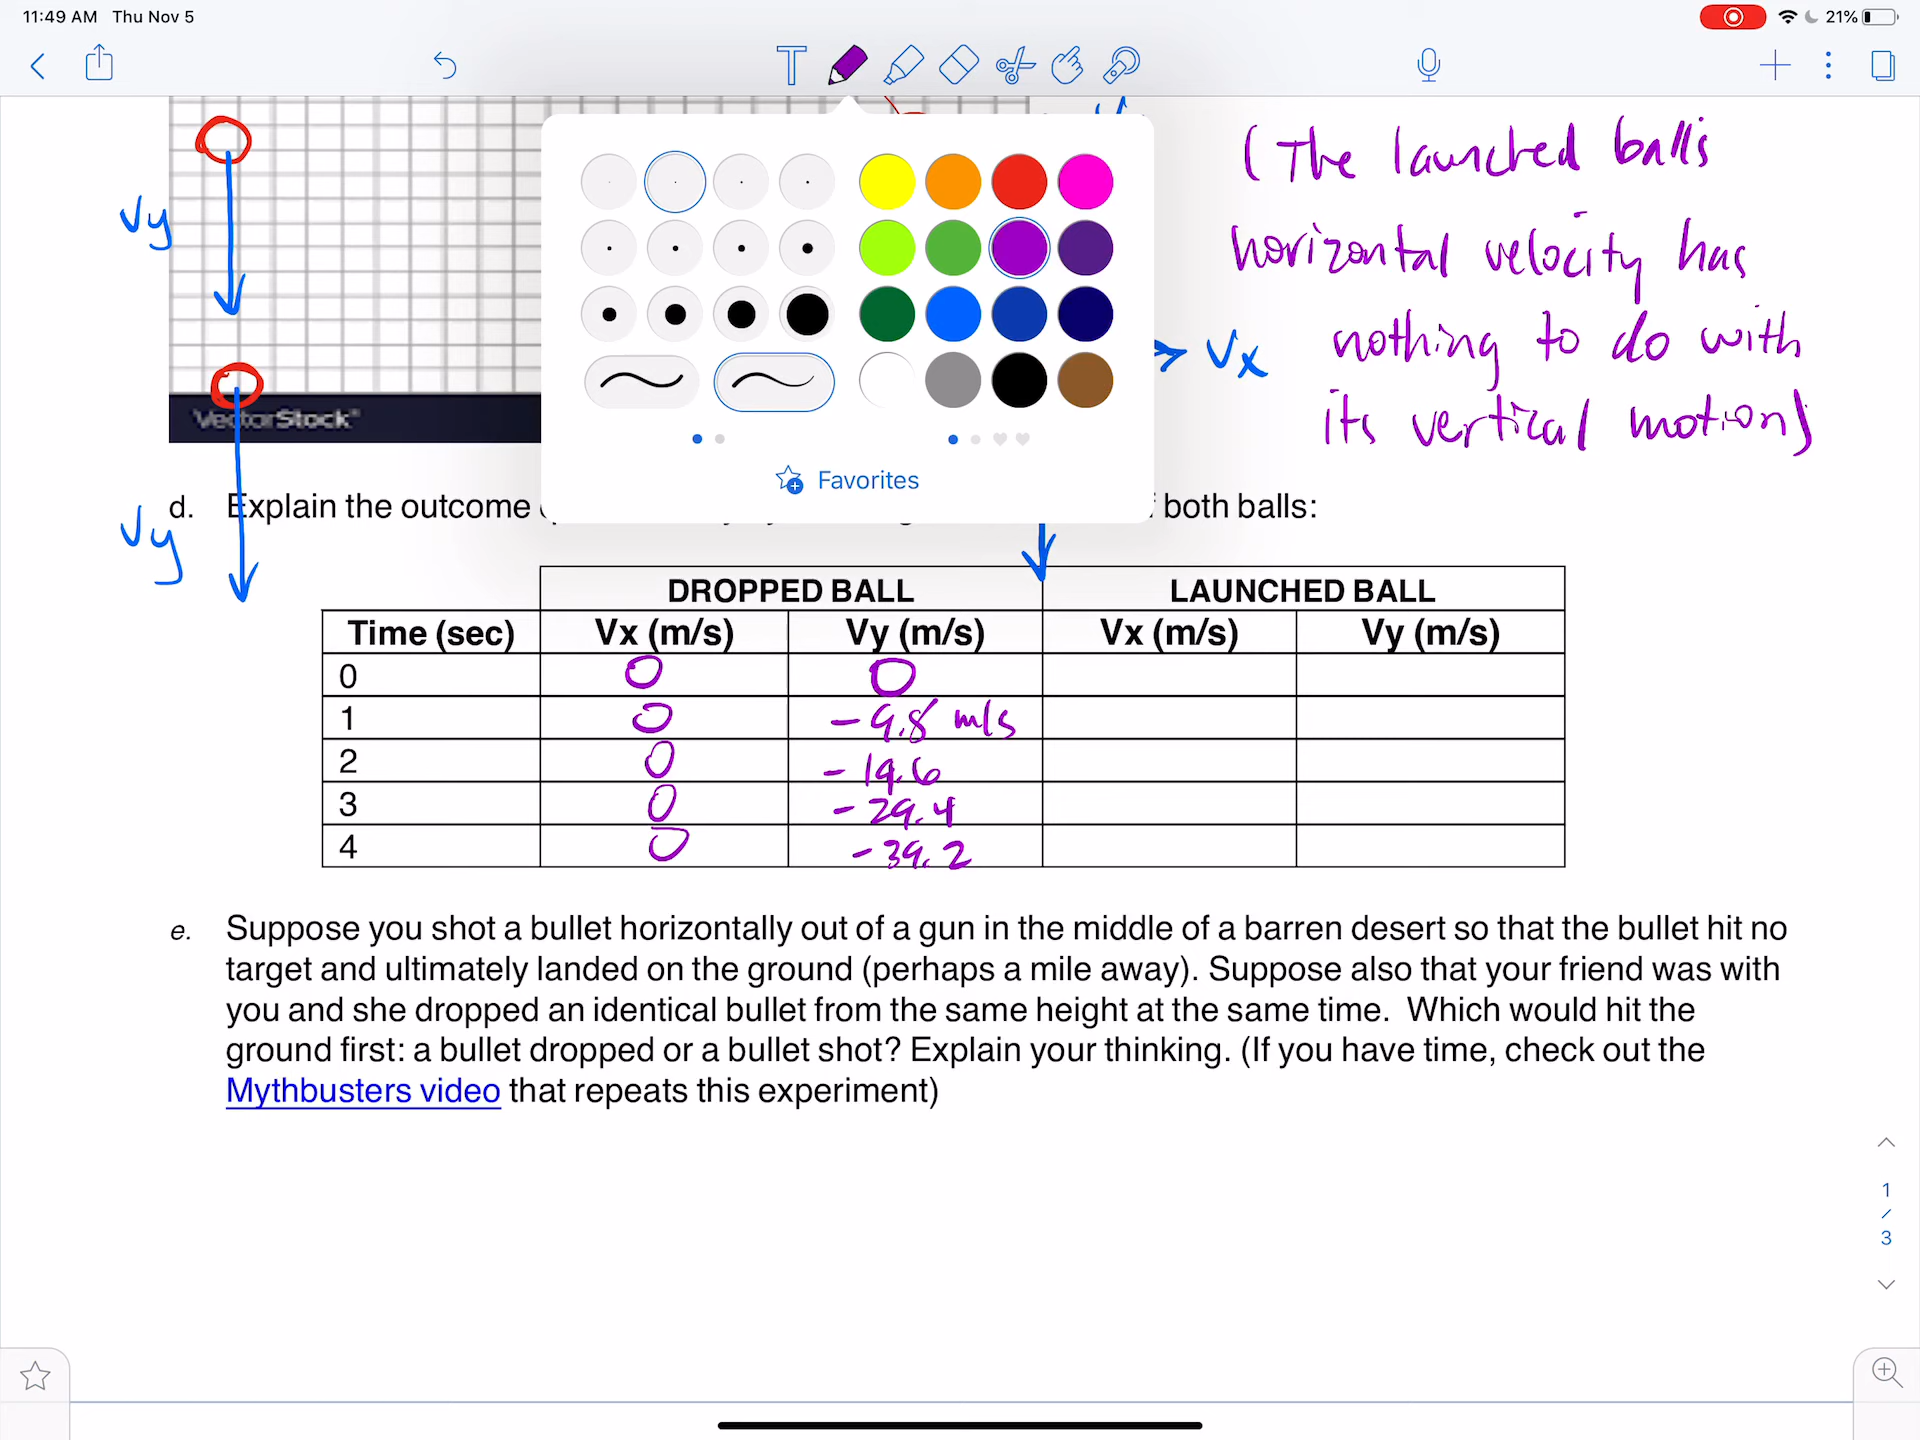 11:49 AM Thu Nov 5
21%
(The launched balls
horizontal velocity has
nothing to do with
its vertical motion)
Vy
Vx
VectorStock
Vy
d. Explain the outcome
both balls:
Favorites
DROPPED BALL LAUNCHED BALL
Time (sec) Vx (m/s) Vy (m/s) Vx (m/s) Vy (m/s)
0 0 0
1 0 -9.8 m/s
2 0 -19.6
3 0 -29.4
4 0 -39.2
e. Suppose you shot a bullet horizontally out of a gun in the middle of a barren desert so that the bullet hit no
target and ultimately landed on the ground (perhaps a mile away). Suppose also that your friend was with
you and she dropped an identical bullet from the same height at the same time. Which would hit the
ground first: a bullet dropped or a bullet shot? Explain your thinking. (If you have time, check out the
Mythbusters video that repeats this experiment)
1
/
3